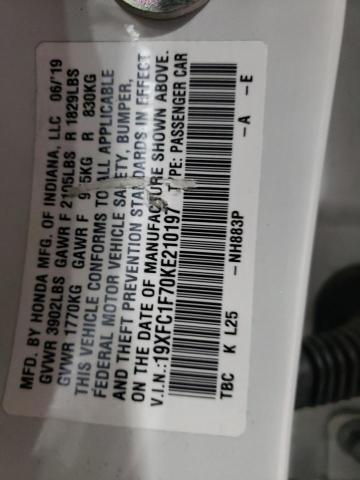 MFD. BY HONDA MFG. OF INDIANA, LLC 06/'19
GVWR 3902LBS GAWR F 2105LBS R 1829LBS
GVWR 1770KG GAWR F 955KG R 830KG
THIS VEHICLE CONFORMS TO ALL APPLICABLE
FEDERAL MOTOR VEHICLE SAFETY, BUMPER,
AND THEFT PREVENTION STANDARDS IN EFFECT
ON THE DATE OF MANUFACTURE SHOWN ABOVE.
V.I.N.:19XFC1F70KE210197 TYPE: PASSENGER CAR
-NH883P -A -E
TBC K L25